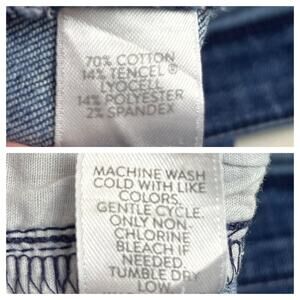 70% COTTON
14% TENCEL®
LYOCELL
14% POLYESTER
2% SPANDEX
MACHINE WASH
COLD WITH LIKE
COLORS.
GENTLE CYCLE.
ONLY NON-
CHLORINE
BLEACH IF
NEEDED.
TUMBLE DRY
LOW.